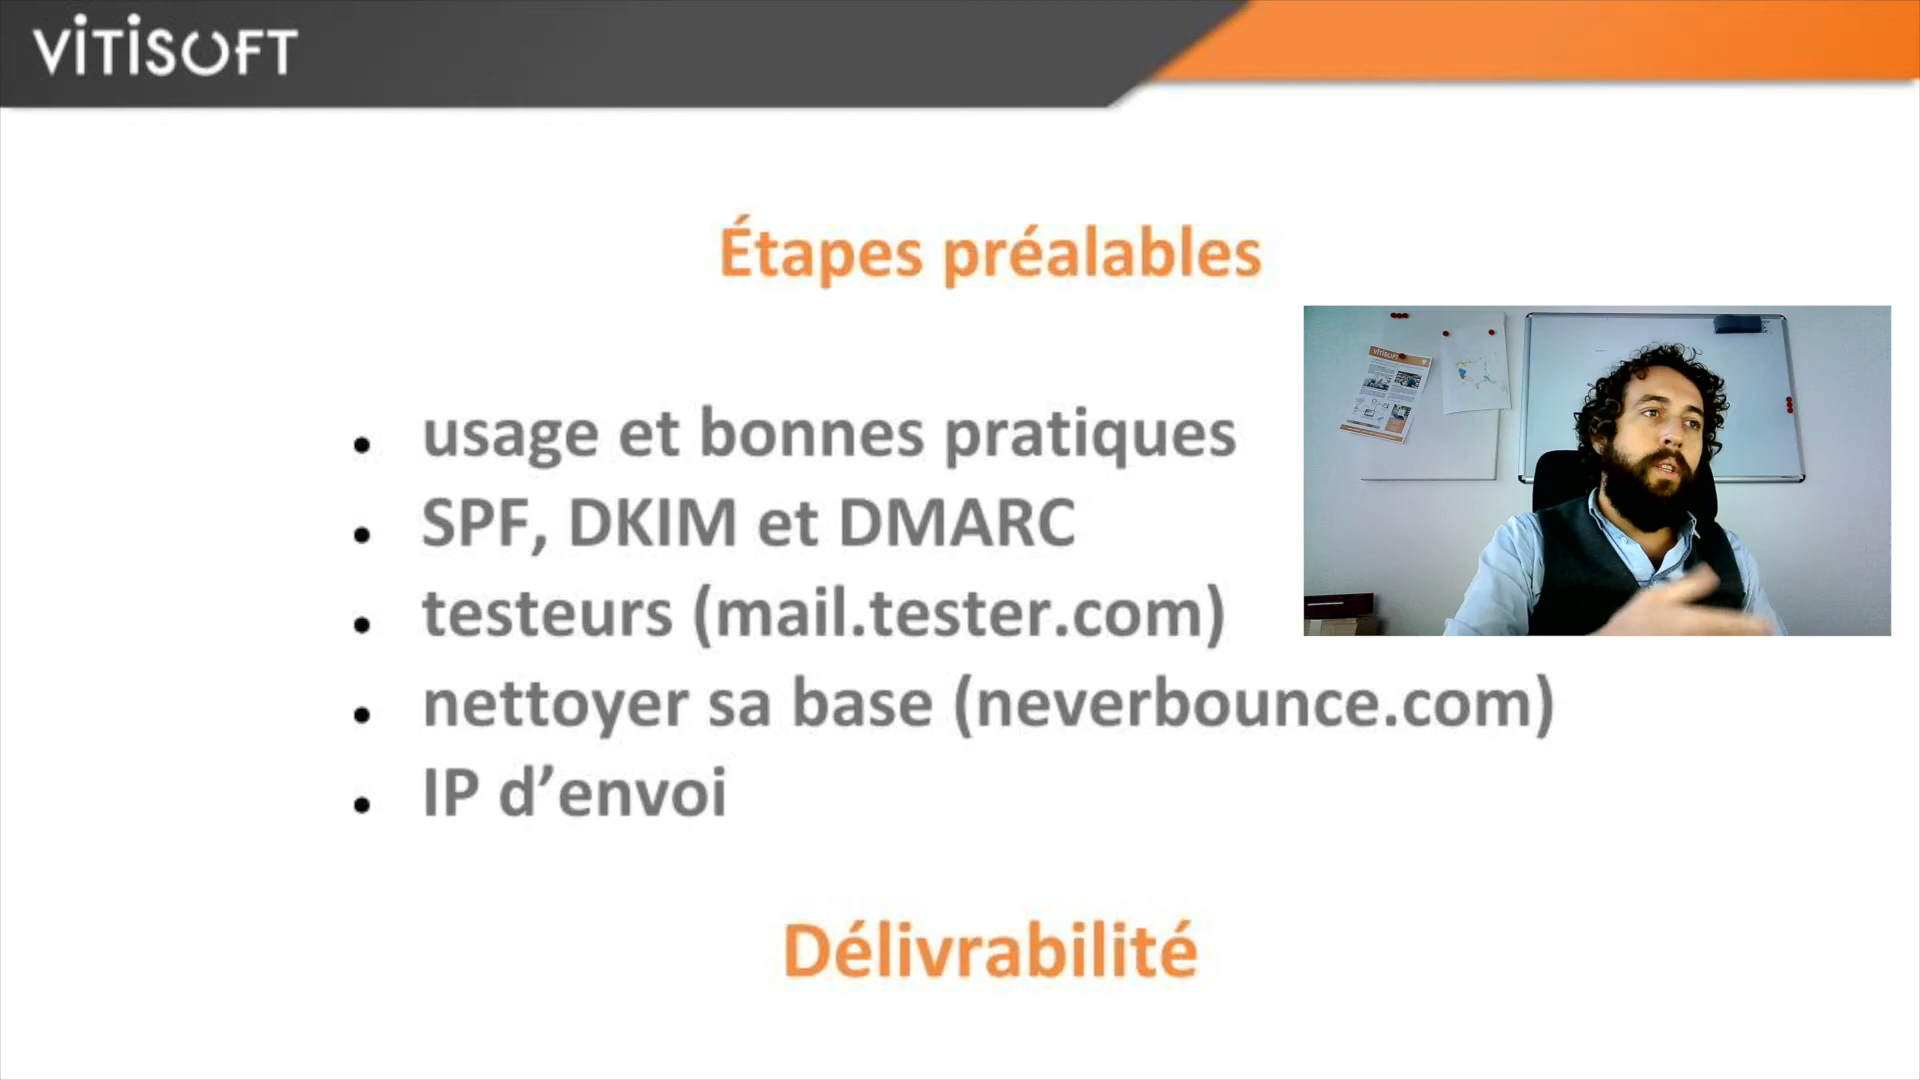 VITISOFT
Étapes préalables
usage et bonnes pratiques
SPF, DKIM et DMARC
testeurs (mail.tester.com)
nettoyer sa base (neverbounce.com)
IP d’envoi
Délivrabilité
VITISOFT